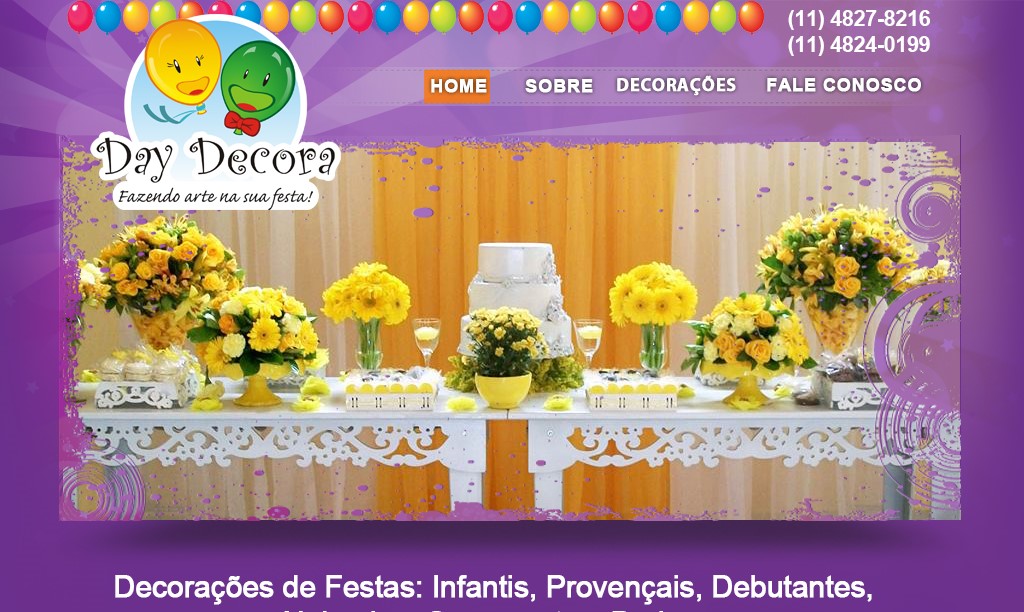 (11) 4827-8216
(11) 4824-0199
HOME
SOBRE
DECORAÇÕES
FALE CONOSCO
Day Decora
Fazendo arte na sua festa!
Decorações de Festas: Infantis, Provençais, Debutantes,